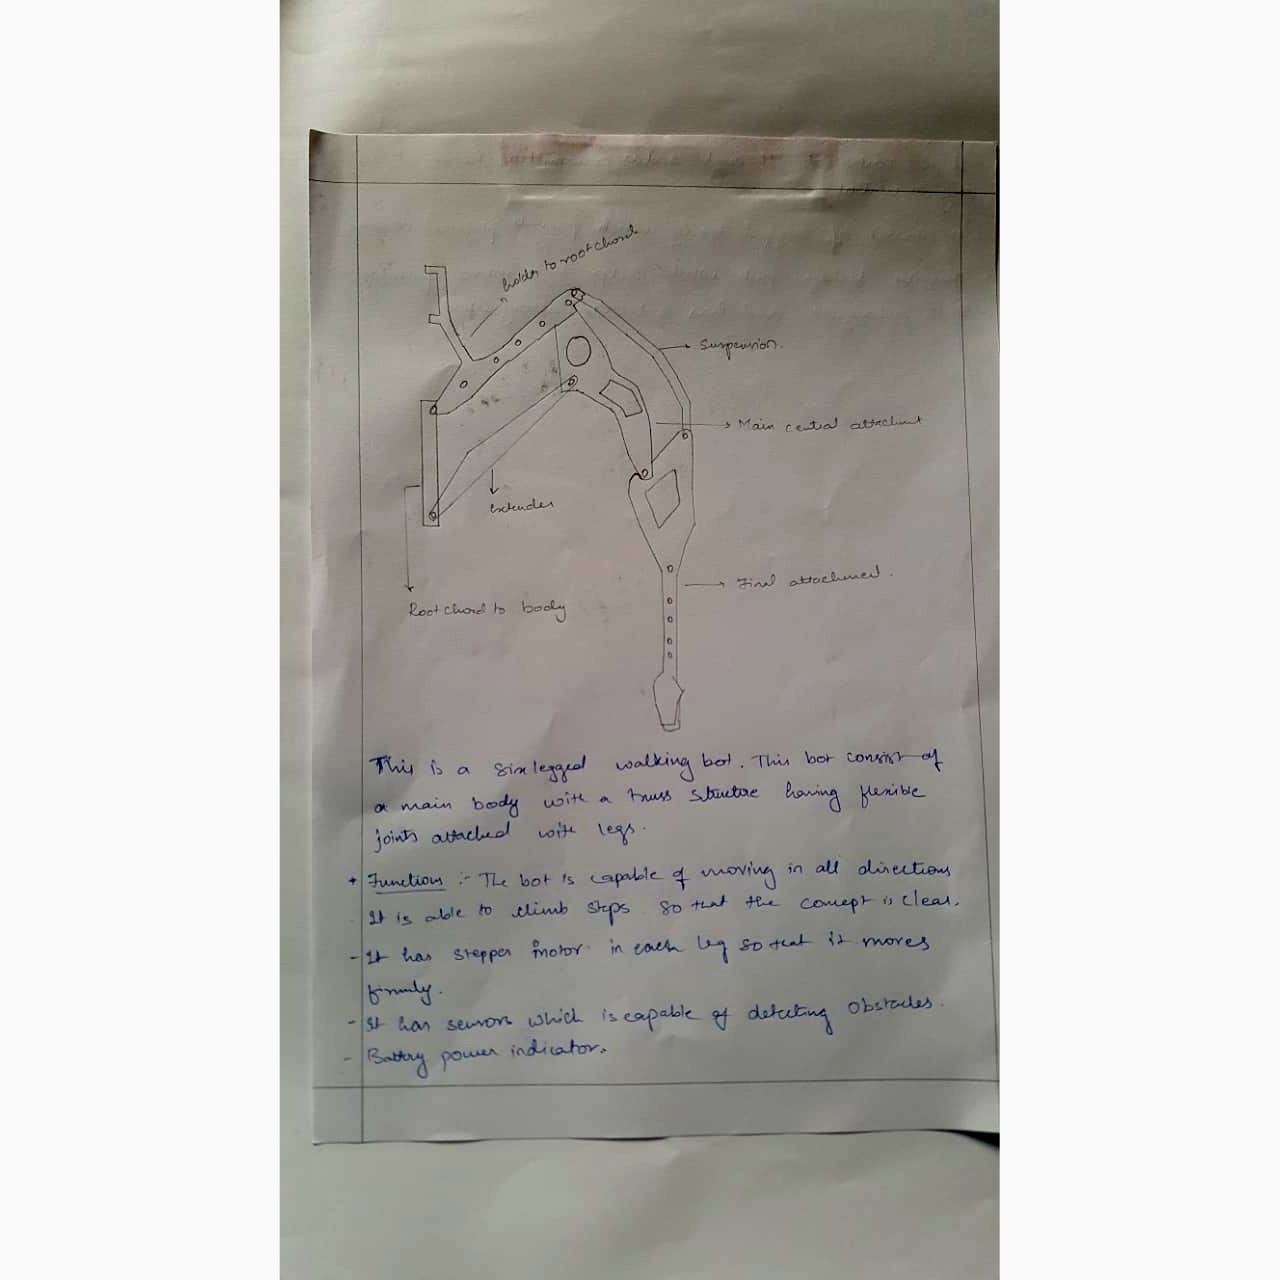 holder to root chord
Suspension.
Main central attachment
extender
Final attachment.
Root chord to body
This is a six legged walking bot. This bot consist of
a main body with a truss structure having flexible
joints attached with legs.
+ Functions :- The bot is capable of moving in all directions
It is able to climb steps so that the concept is clear.
- It has stepper motor in each leg so that it moves
firmly.
- It has sensors which is capable of detecting obstacles.
- Battery power indicator.